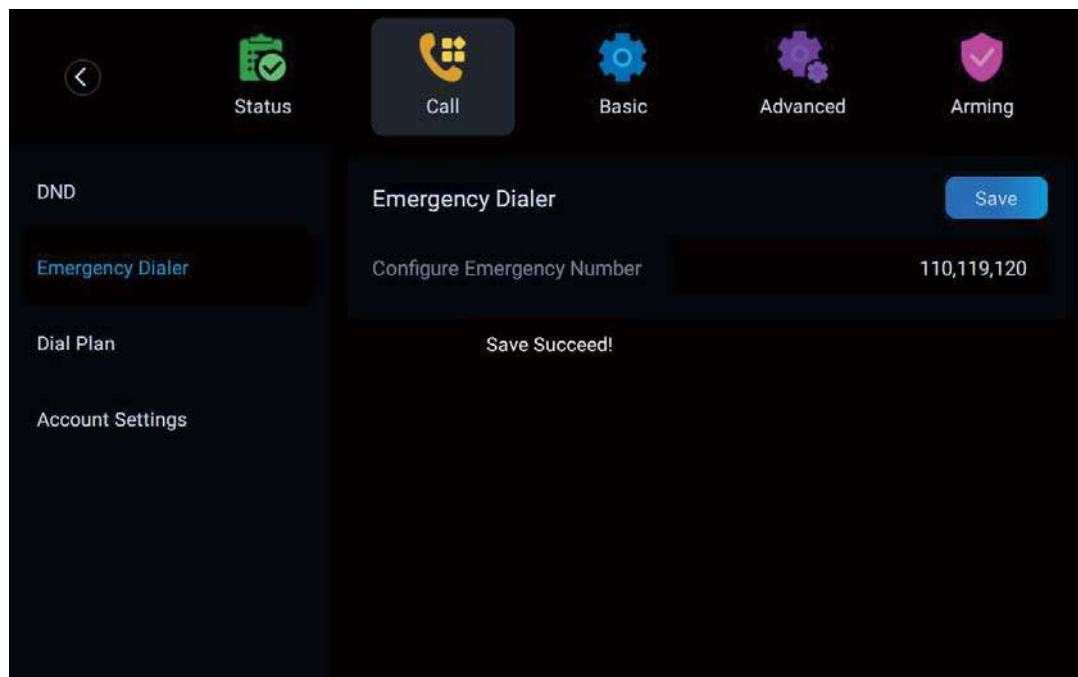 Status
Call
Basic
Advanced
Arming
DND
Emergency Dialer
Dial Plan
Account Settings
Emergency Dialer
Save
Configure Emergency Number
110,119,120
Save Succeed!